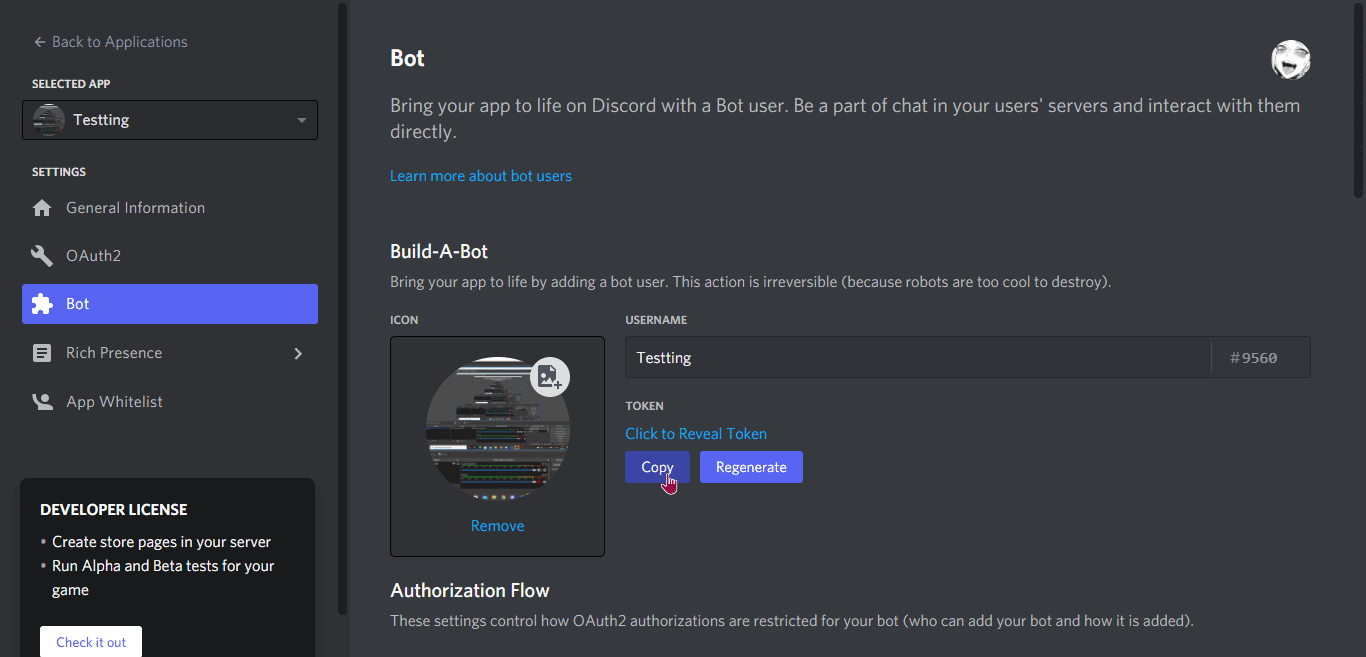 Back to Applications
SELECTED APP
Testting
SETTINGS
General Information
OAuth2
Bot
Rich Presence
App Whitelist
DEVELOPER LICENSE
• Create store pages in your server
• Run Alpha and Beta tests for your
game
Check it out
Bot
Bring your app to life on Discord with a Bot user. Be a part of chat in your users' servers and interact with them
directly.
Learn more about bot users
Build-A-Bot
Bring your app to life by adding a bot user. This action is irreversible (because robots are too cool to destroy).
ICON
Remove
USERNAME
Testting #9560
TOKEN
Click to Reveal Token
Copy Regenerate
Authorization Flow
These settings control how OAuth2 authorizations are restricted for your bot (who can add your bot and how it is added).